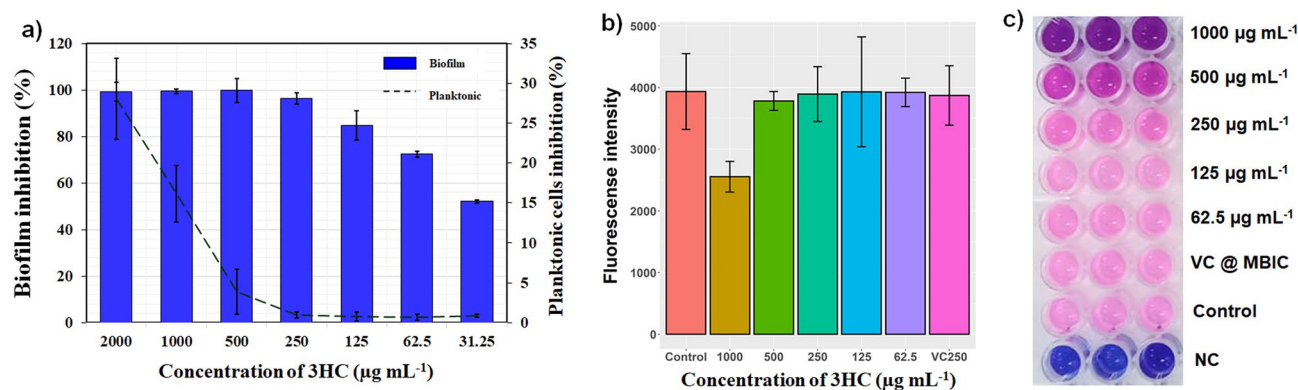 a)
120
100
80
60
40
20
0
Biofilm inhibition (%)
35
30
25
20
15
10
5
0
Planktonic cells inhibition (%)
Biofilm
Planktonic
2000 1000 500 250 125 62.5 31.25
Concentration of 3HC (µg mL-1)
b)
5000
4000
3000
2000
1000
0
Fluorescense intensity
Control 1000 500 250 125 62.5 VC250
Concentration of 3HC (µg mL-1)
c)
1000 µg mL-1
500 µg mL-1
250 µg mL-1
125 µg mL-1
62.5 µg mL-1
VC @ MBIC
Control
NC